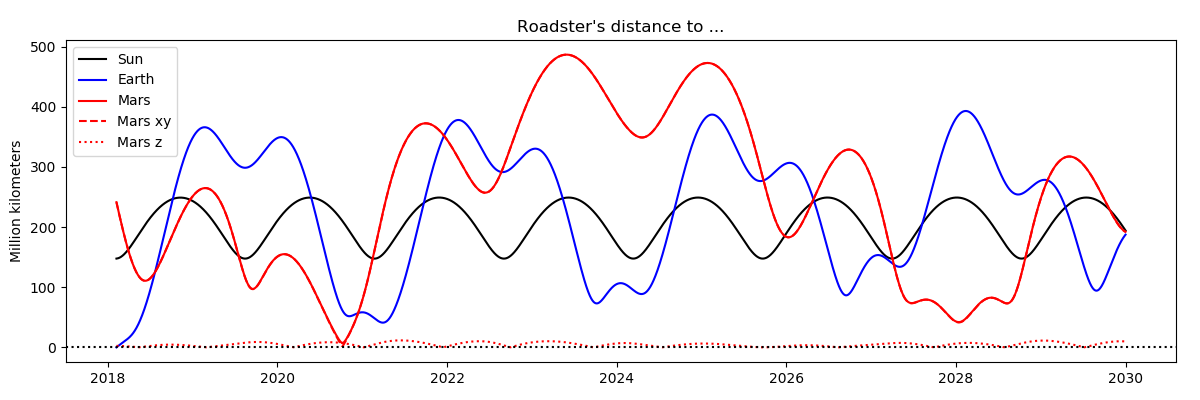 Roadster's distance to ...
Million kilometers
500
400
300
200
100
0
Sun
Earth
Mars
Mars xy
Mars z
2018 2020 2022 2024 2026 2028 2030